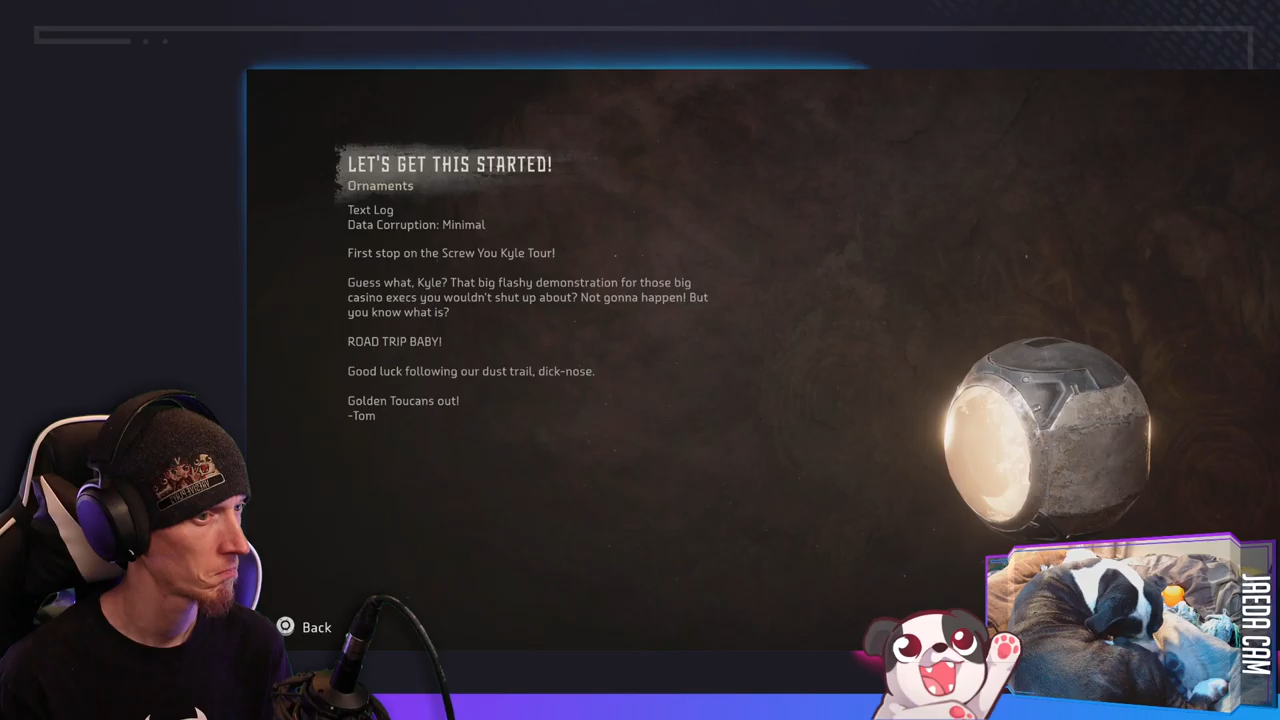 LET'S GET THIS STARTED!
Ornaments
Text Log
Data Corruption: Minimal
First stop on the Screw You Kyle Tour!
Guess what, Kyle? That big flashy demonstration for those big
casino execs you wouldn't shut up about? Not gonna happen! But
you know what is?
ROAD TRIP BABY!
Good luck following our dust trail, dick-nose.
Golden Toucans out!
-Tom
Back
JAEDA CAM